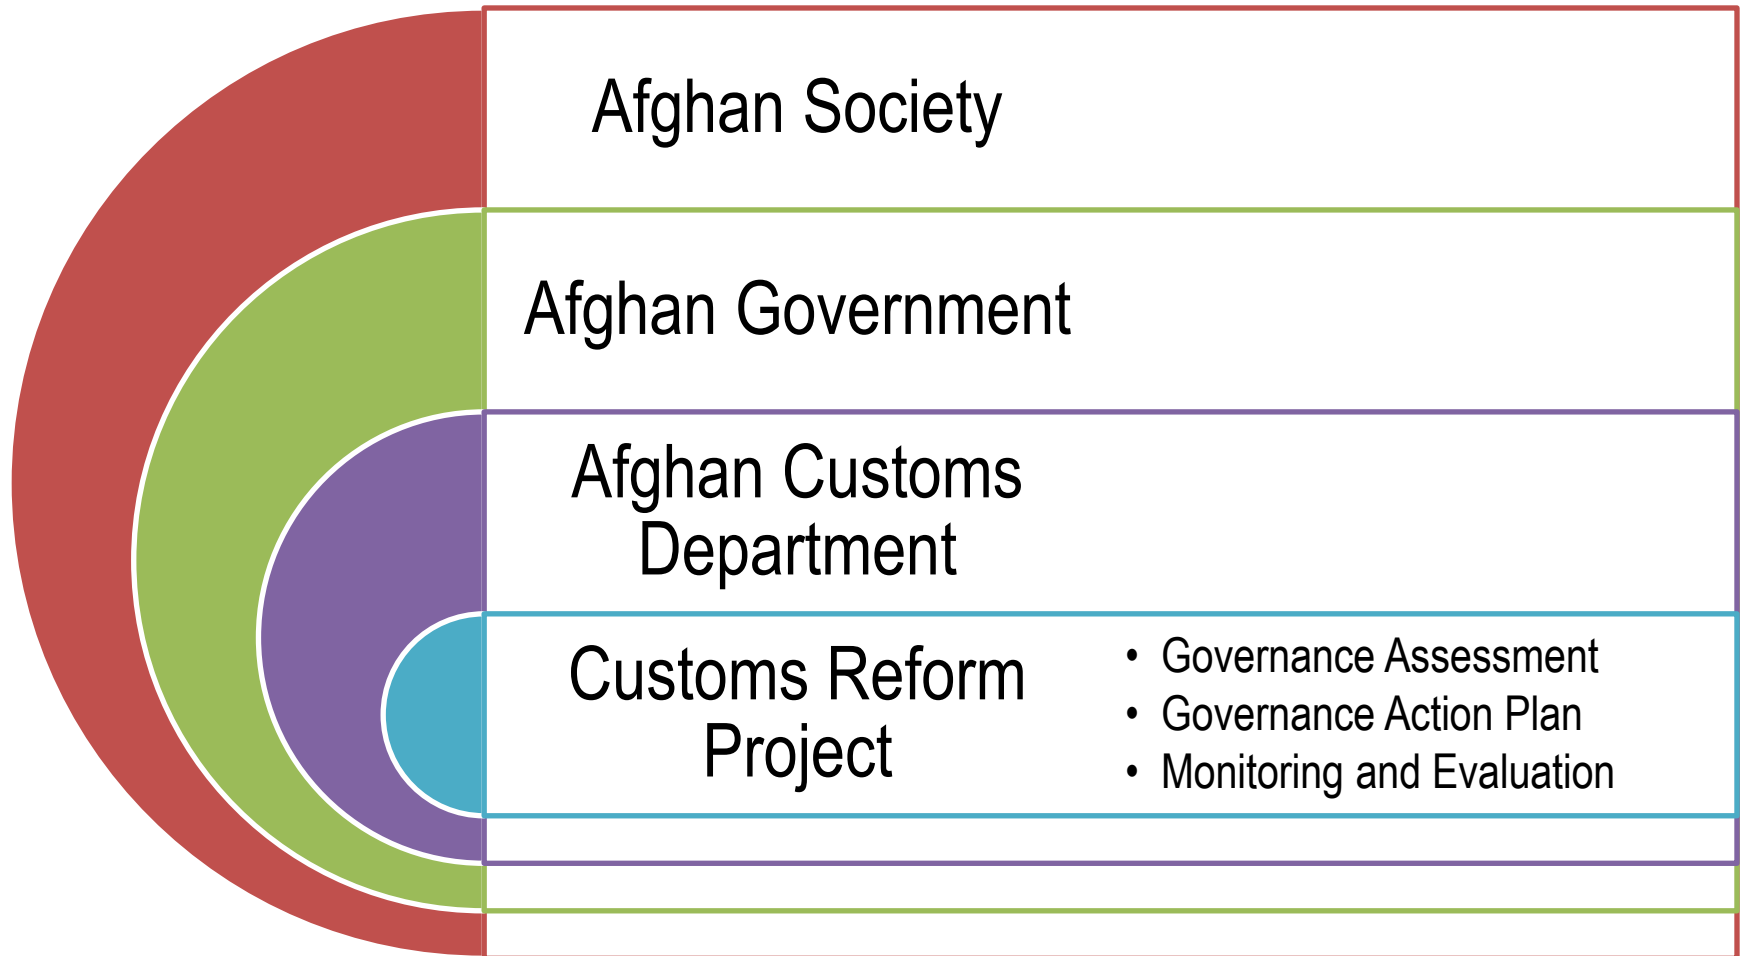 Afghan Society
Afghan Government
Afghan Customs
Department
Customs Reform
Project
• Governance Assessment
• Governance Action Plan
• Monitoring and Evaluation